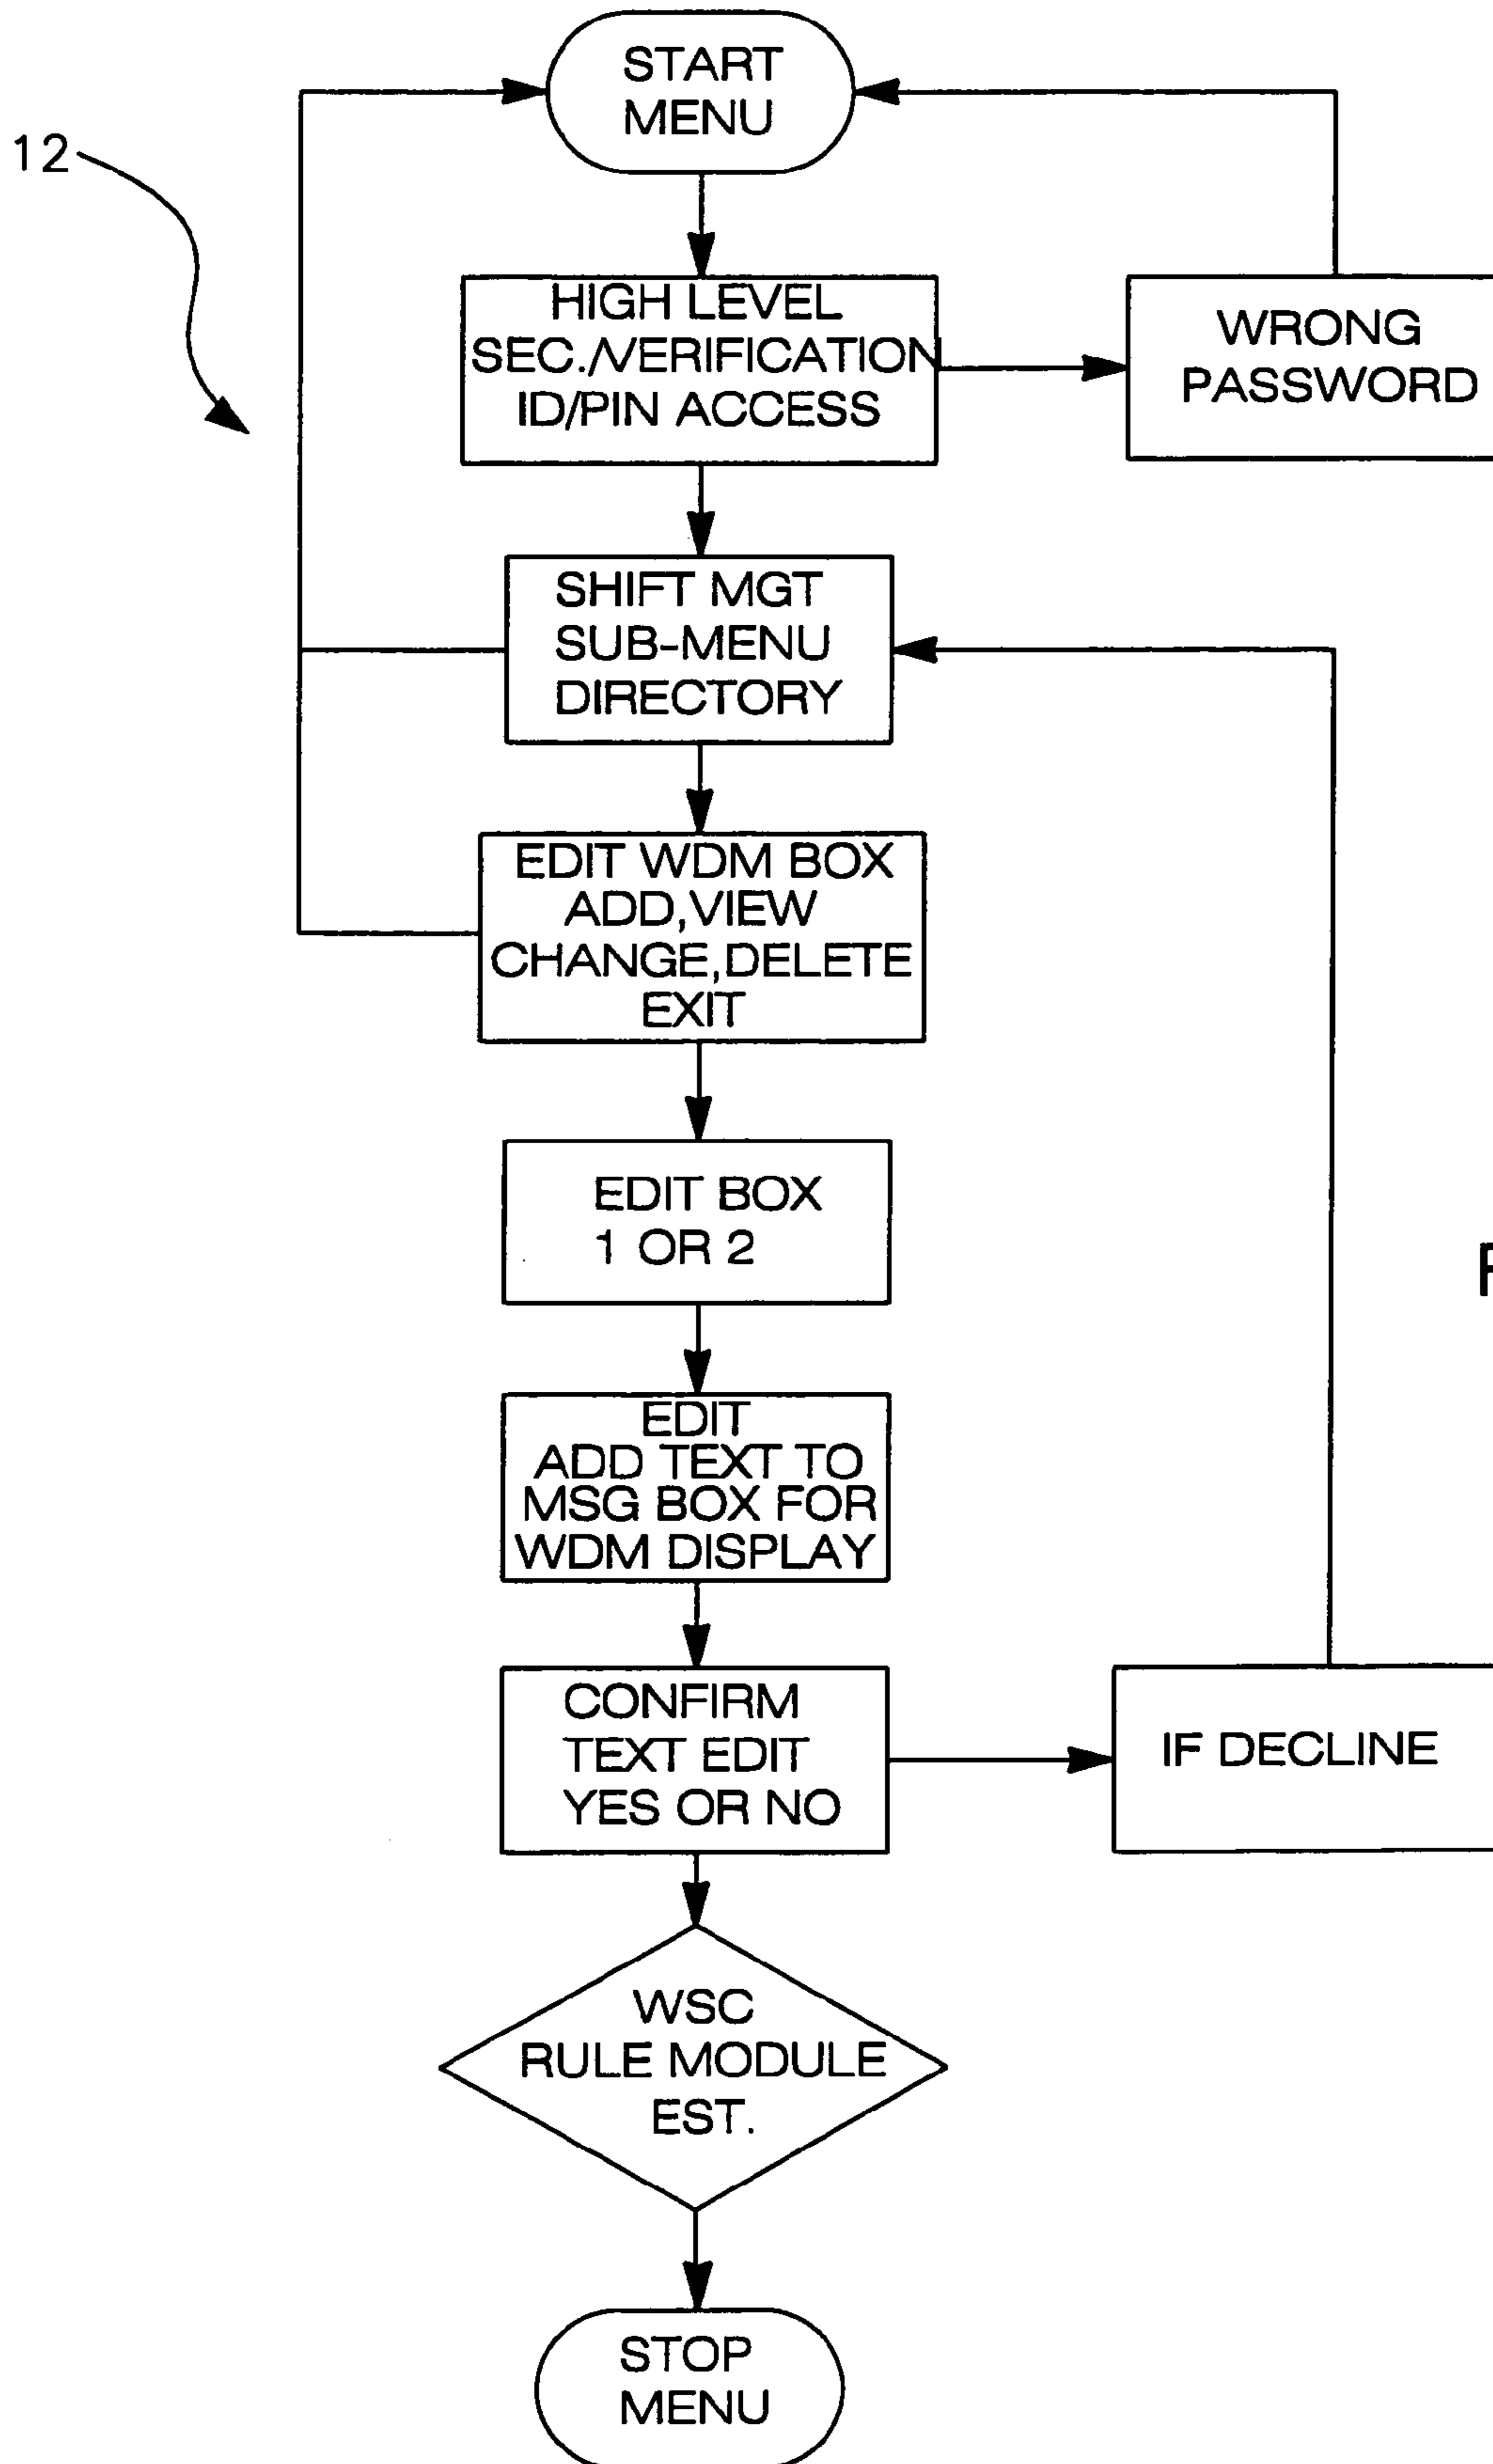 START
MENU
12
HIGH LEVEL
SEC./VERIFICATION
ID/PIN ACCESS
WRONG
PASSWORD
SHIFT MGT
SUB-MENU
DIRECTORY
EDIT WDM BOX
ADD,VIEW
CHANGE,DELETE
EXIT
EDIT BOX
1 OR 2
EDIT
ADD TEXT TO
MSG BOX FOR
WDM DISPLAY
CONFIRM
TEXT EDIT
YES OR NO
IF DECLINE
WSC
RULE MODULE
EST.
STOP
MENU